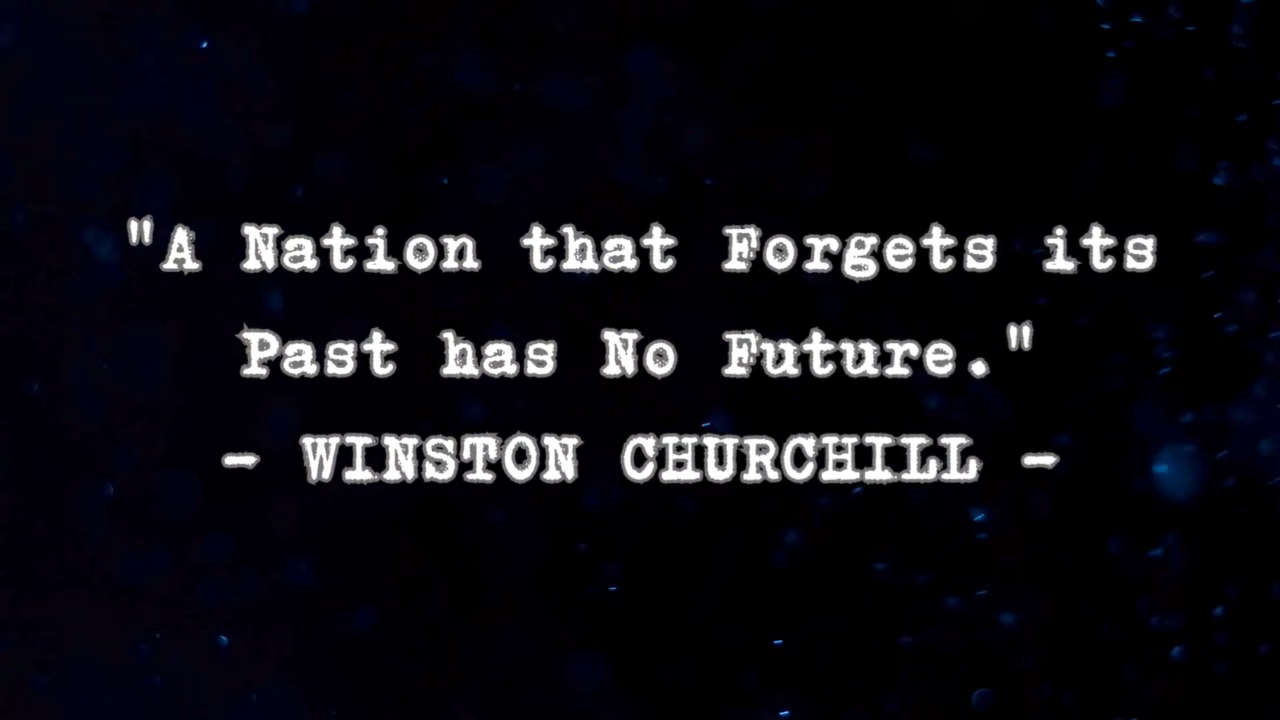 "A Nation that Forgets its
Past has No Future."
- WINSTON CHURCHILL -